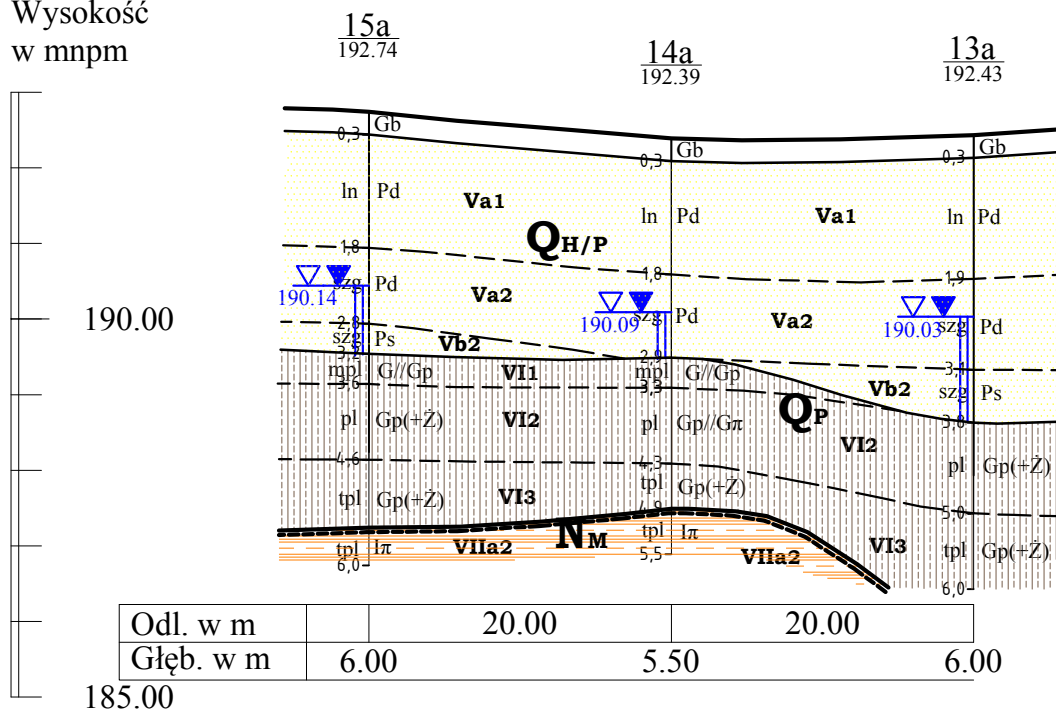 Wysokość
w mnpm
15a
192.74
14a
192.39
13a
192.43
0,3 Gb
0,3 Gb
0,3 Gb
ln Pd
Va1
ln Pd
Va1
ln Pd
QH/P
1,8
1,8
1,9
szg Pd
190.14
Va2
190.09
szg Pd
Va2
190.03
szg Pd
190.00
2,8
szg Ps
Vb2
3,2
2,9
3,1
mpl G//Gp
VI1
mpl G//Gp
Vb2
szg Ps
3,6
3,3
3,8
pl Gp(+Ż)
VI2
pl Gp//Gπ
QP
VI2
4,6
4,3
pl Gp(+Ż)
tpl Gp(+Ż)
VI3
tpl Gp(+Ż)
4,9
5,0
tpl Iπ
VIIa2
NM
tpl Iπ
VIIa2
VI3
tpl Gp(+Ż)
6,0
5,5
6,0
Odl. w m 20.00 20.00
Głęb. w m 6.00 5.50 6.00
185.00